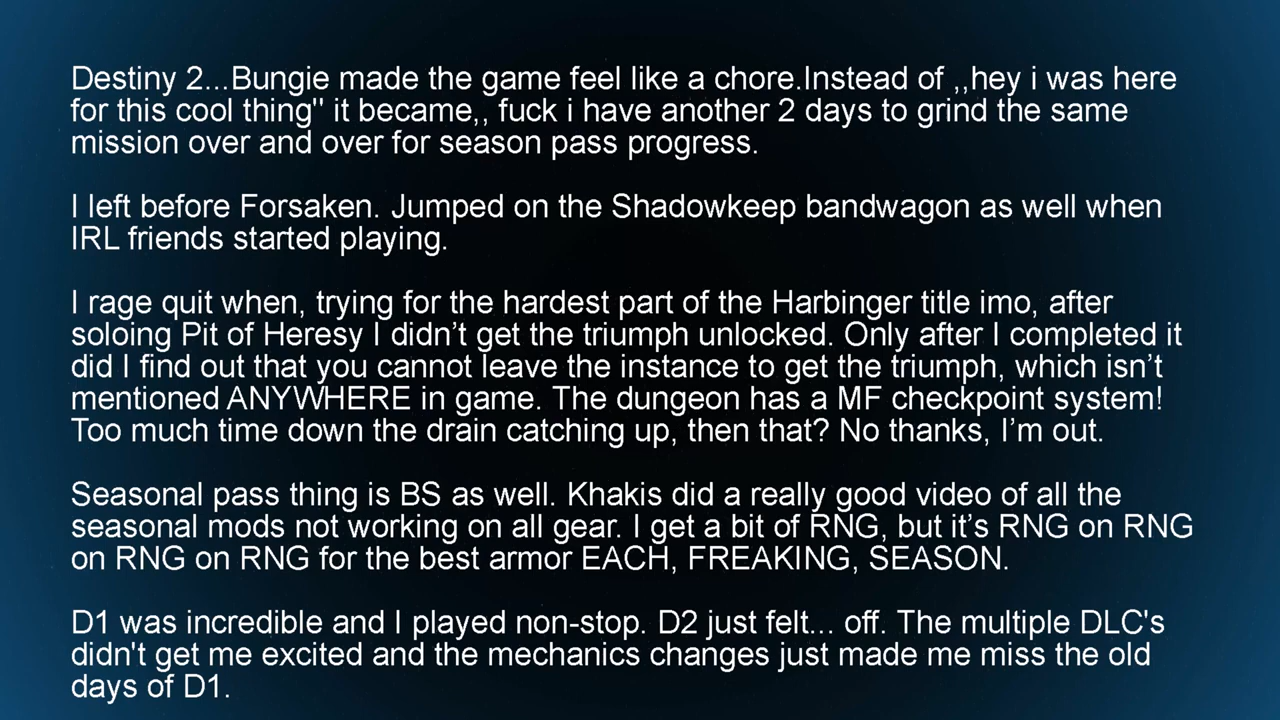 Destiny 2...Bungie made the game feel like a chore.Instead of ,,hey i was here
for this cool thing'' it became,, fuck i have another 2 days to grind the same
mission over and over for season pass progress.
I left before Forsaken. Jumped on the Shadowkeep bandwagon as well when
IRL friends started playing.
I rage quit when, trying for the hardest part of the Harbinger title imo, after
soloing Pit of Heresy I didn’t get the triumph unlocked. Only after I completed it
did I find out that you cannot leave the instance to get the triumph, which isn’t
mentioned ANYWHERE in game. The dungeon has a MF checkpoint system!
Too much time down the drain catching up, then that? No thanks, I’m out.
Seasonal pass thing is BS as well. Khakis did a really good video of all the
seasonal mods not working on all gear. I get a bit of RNG, but it’s RNG on RNG
on RNG on RNG for the best armor EACH, FREAKING, SEASON.
D1 was incredible and I played non-stop. D2 just felt... off. The multiple DLC's
didn't get me excited and the mechanics changes just made me miss the old
days of D1.